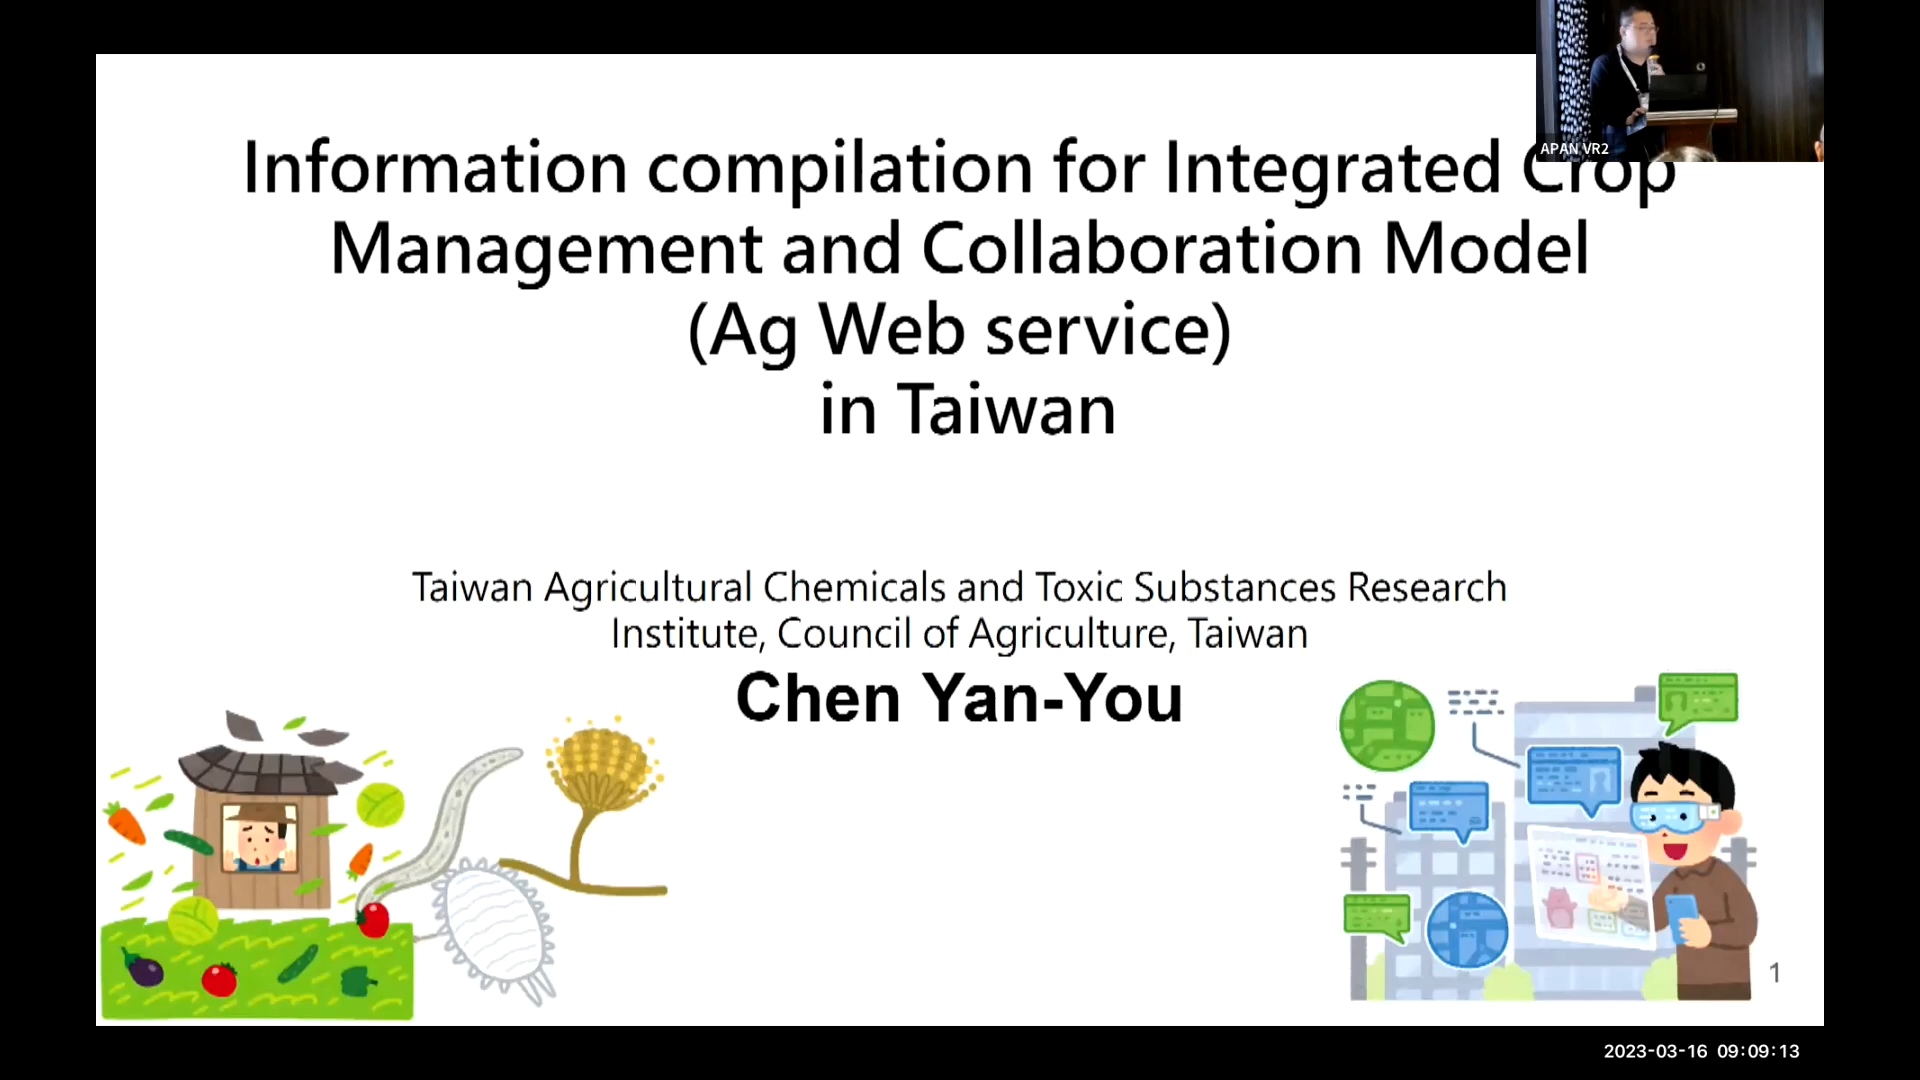 APAN VR2
Information compilation for Integrated Crop
Management and Collaboration Model
(Ag Web service)
in Taiwan
Taiwan Agricultural Chemicals and Toxic Substances Research
Institute, Council of Agriculture, Taiwan
Chen Yan-You
1
2023-03-16 09:09:13